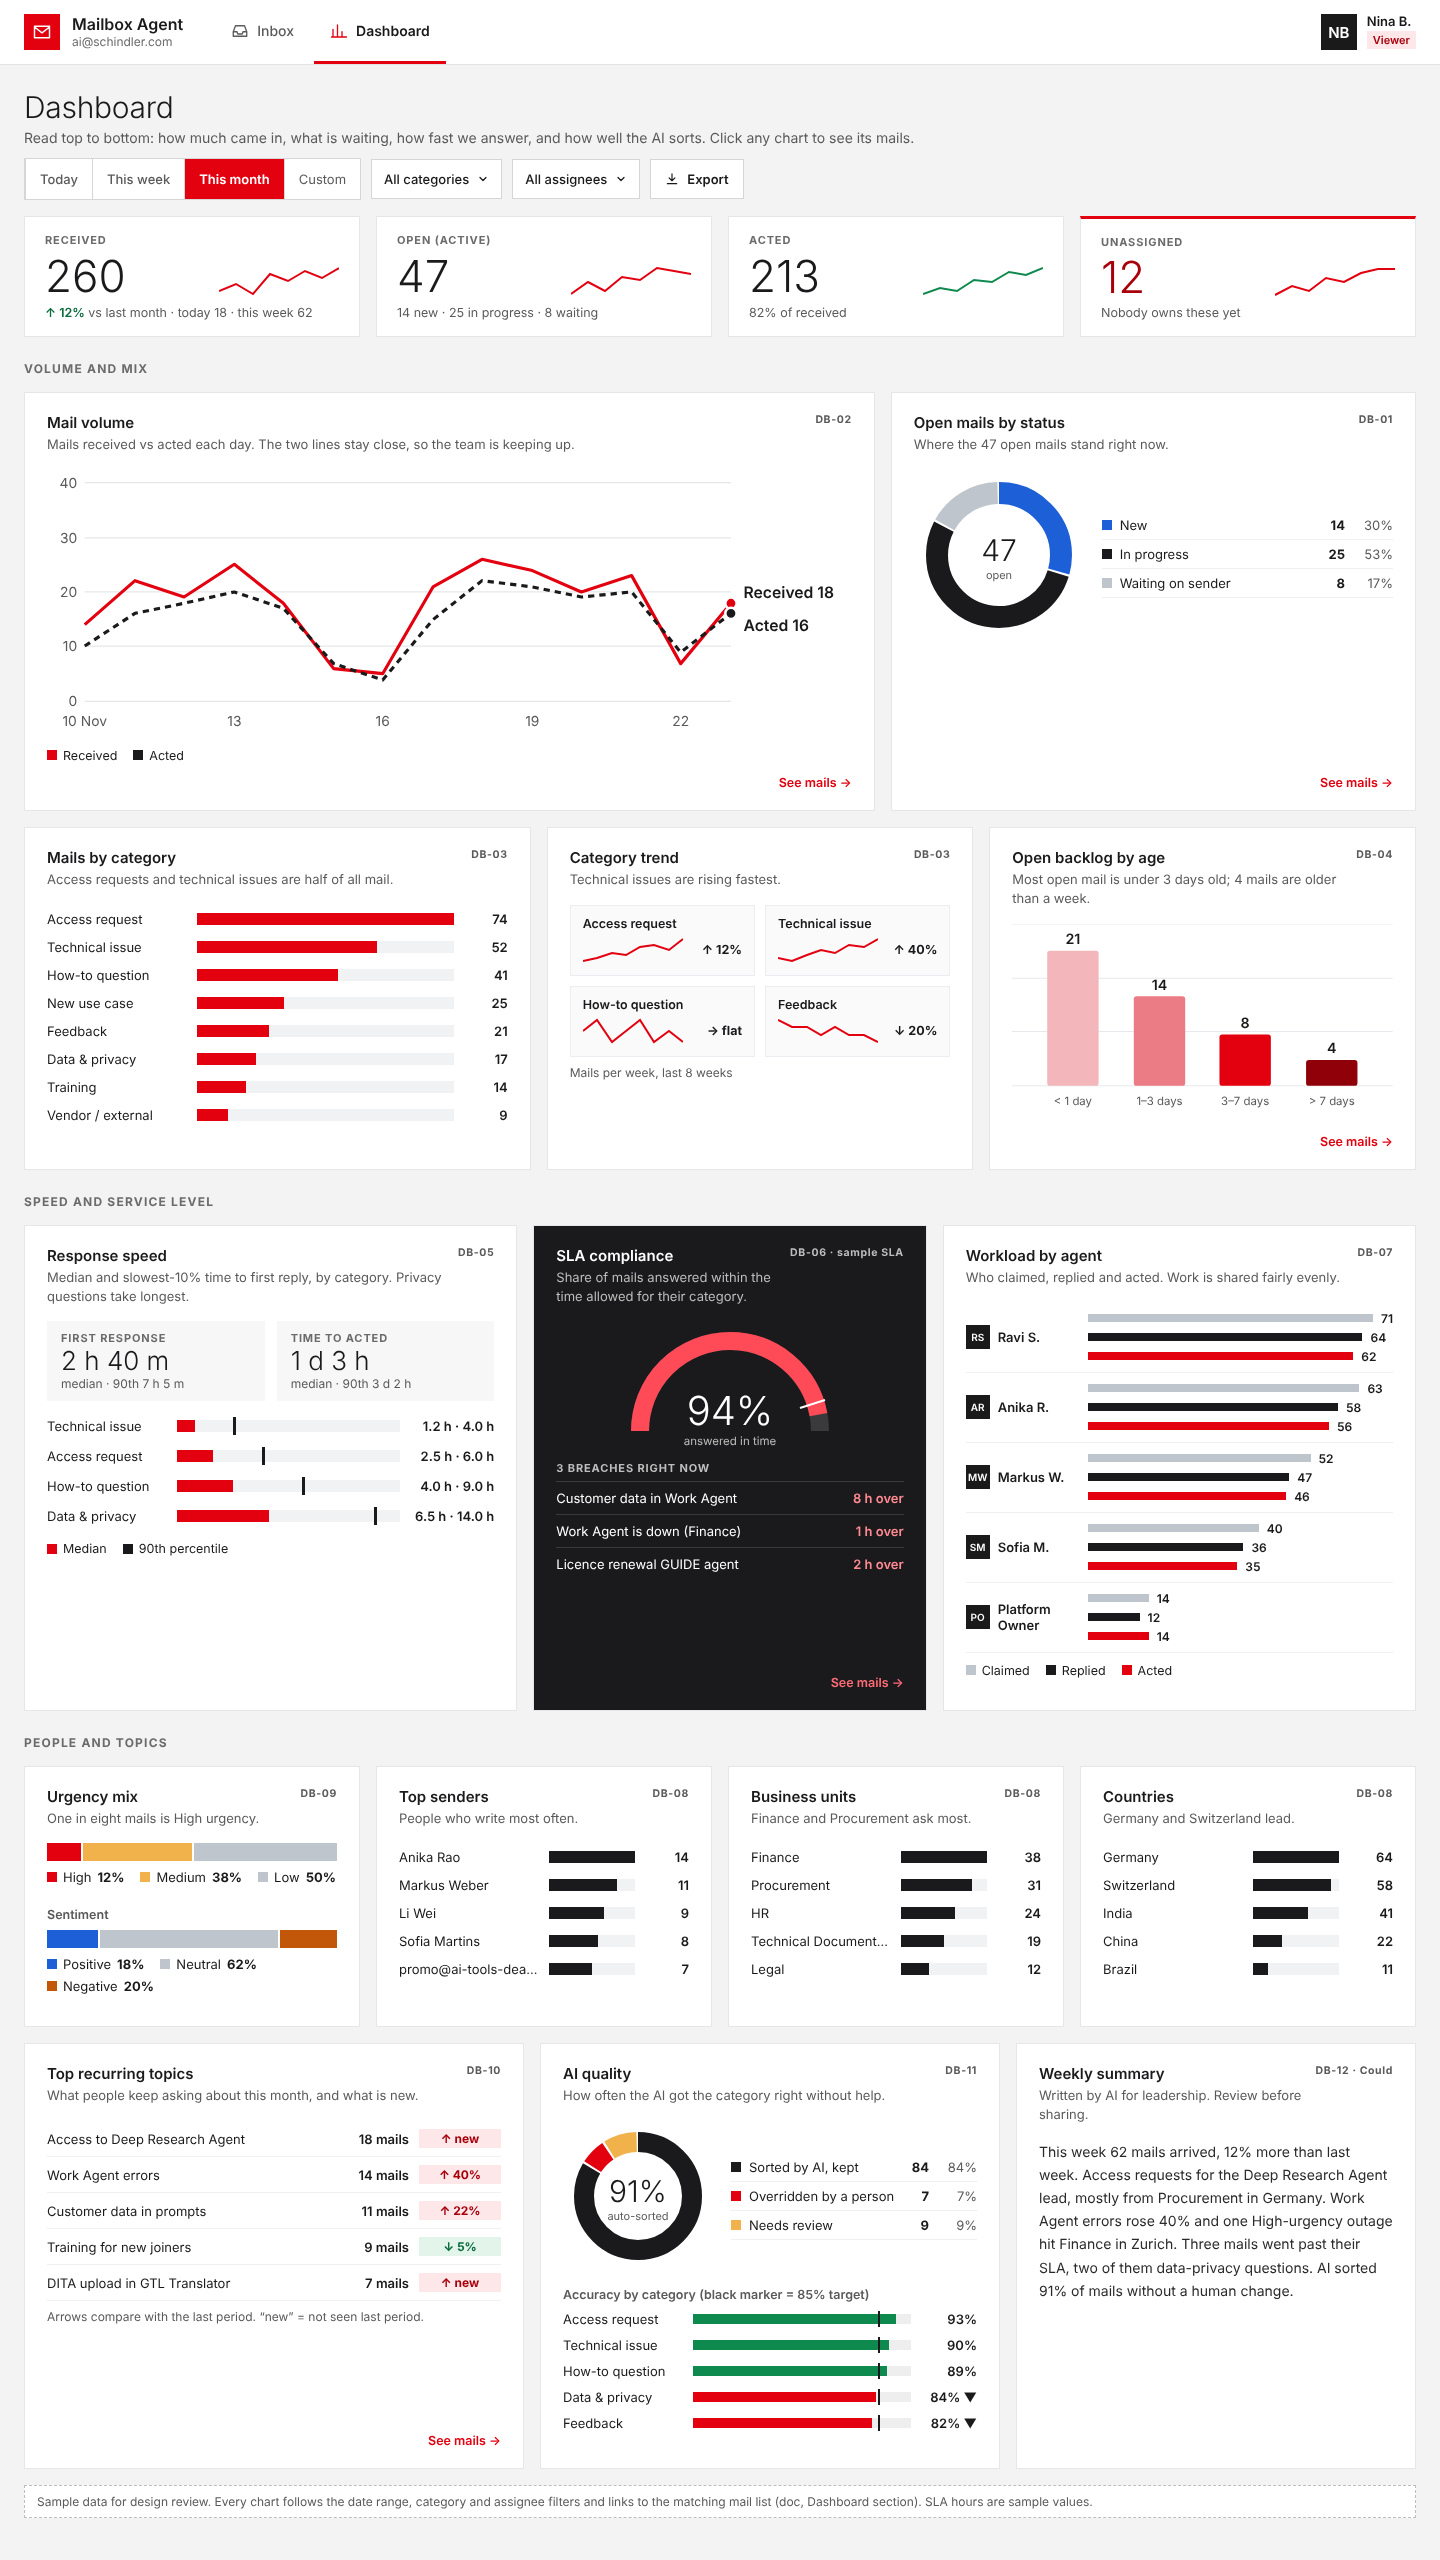 Mailbox Agent
ai@schindler.com
Inbox
Dashboard
NB
Nina B.
Viewer
Dashboard
Read top to bottom: how much came in, what is waiting, how fast we answer, and how well the AI sorts. Click any chart to see its mails.
Today
This week
This month
Custom
All categories
All assignees
Export
RECEIVED
260
↑ 12% vs last month · today 18 · this week 62
OPEN (ACTIVE)
47
14 new · 25 in progress · 8 waiting
ACTED
213
82% of received
UNASSIGNED
12
Nobody owns these yet
VOLUME AND MIX
Mail volume
DB-02
Mails received vs acted each day. The two lines stay close, so the team is keeping up.
40
30
20
10
0
10 Nov
13
16
19
22
Received 18
Acted 16
Received
Acted
See mails →
Open mails by status
DB-01
Where the 47 open mails stand right now.
47
open
New 14 30%
In progress 25 53%
Waiting on sender 8 17%
See mails →
Mails by category
DB-03
Access requests and technical issues are half of all mail.
Access request 74
Technical issue 52
How-to question 41
New use case 25
Feedback 21
Data & privacy 17
Training 14
Vendor / external 9
Category trend
DB-03
Technical issues are rising fastest.
Access request
↑ 12%
Technical issue
↑ 40%
How-to question
→ flat
Feedback
↓ 20%
Mails per week, last 8 weeks
Open backlog by age
DB-04
Most open mail is under 3 days old; 4 mails are older
than a week.
21
14
8
4
< 1 day
1–3 days
3–7 days
> 7 days
See mails →
SPEED AND SERVICE LEVEL
Response speed
DB-05
Median and slowest-10% time to first reply, by category. Privacy
questions take longest.
FIRST RESPONSE
2 h 40 m
median · 90th 7 h 5 m
TIME TO ACTED
1 d 3 h
median · 90th 3 d 2 h
Technical issue 1.2 h · 4.0 h
Access request 2.5 h · 6.0 h
How-to question 4.0 h · 9.0 h
Data & privacy 6.5 h · 14.0 h
Median
90th percentile
SLA compliance
DB-06 · sample SLA
Share of mails answered within the
time allowed for their category.
94%
answered in time
3 BREACHES RIGHT NOW
Customer data in Work Agent 8 h over
Work Agent is down (Finance) 1 h over
Licence renewal GUIDE agent 2 h over
See mails →
Workload by agent
DB-07
Who claimed, replied and acted. Work is shared fairly evenly.
RS
Ravi S.
71
64
62
AR
Anika R.
63
58
56
MW
Markus W.
52
47
46
SM
Sofia M.
40
36
35
PO
Platform
Owner
14
12
14
Claimed
Replied
Acted
PEOPLE AND TOPICS
Urgency mix
DB-09
One in eight mails is High urgency.
High 12%
Medium 38%
Low 50%
Sentiment
Positive 18%
Neutral 62%
Negative 20%
Top senders
DB-08
People who write most often.
Anika Rao 14
Markus Weber 11
Li Wei 9
Sofia Martins 8
promo@ai-tools-dea... 7
Business units
DB-08
Finance and Procurement ask most.
Finance 38
Procurement 31
HR 24
Technical Document... 19
Legal 12
Countries
DB-08
Germany and Switzerland lead.
Germany 64
Switzerland 58
India 41
China 22
Brazil 11
Top recurring topics
DB-10
What people keep asking about this month, and what is new.
Access to Deep Research Agent 18 mails ↑ new
Work Agent errors 14 mails ↑ 40%
Customer data in prompts 11 mails ↑ 22%
Training for new joiners 9 mails ↓ 5%
DITA upload in GTL Translator 7 mails ↑ new
Arrows compare with the last period. “new” = not seen last period.
See mails →
AI quality
DB-11
How often the AI got the category right without help.
91%
auto-sorted
Sorted by AI, kept 84 84%
Overridden by a person 7 7%
Needs review 9 9%
Accuracy by category (black marker = 85% target)
Access request 93%
Technical issue 90%
How-to question 89%
Data & privacy 84% ▼
Feedback 82% ▼
Weekly summary
DB-12 · Could
Written by AI for leadership. Review before
sharing.
This week 62 mails arrived, 12% more than last
week. Access requests for the Deep Research Agent
lead, mostly from Procurement in Germany. Work
Agent errors rose 40% and one High-urgency outage
hit Finance in Zurich. Three mails went past their
SLA, two of them data-privacy questions. AI sorted
91% of mails without a human change.
Sample data for design review. Every chart follows the date range, category and assignee filters and links to the matching mail list (doc, Dashboard section). SLA hours are sample values.